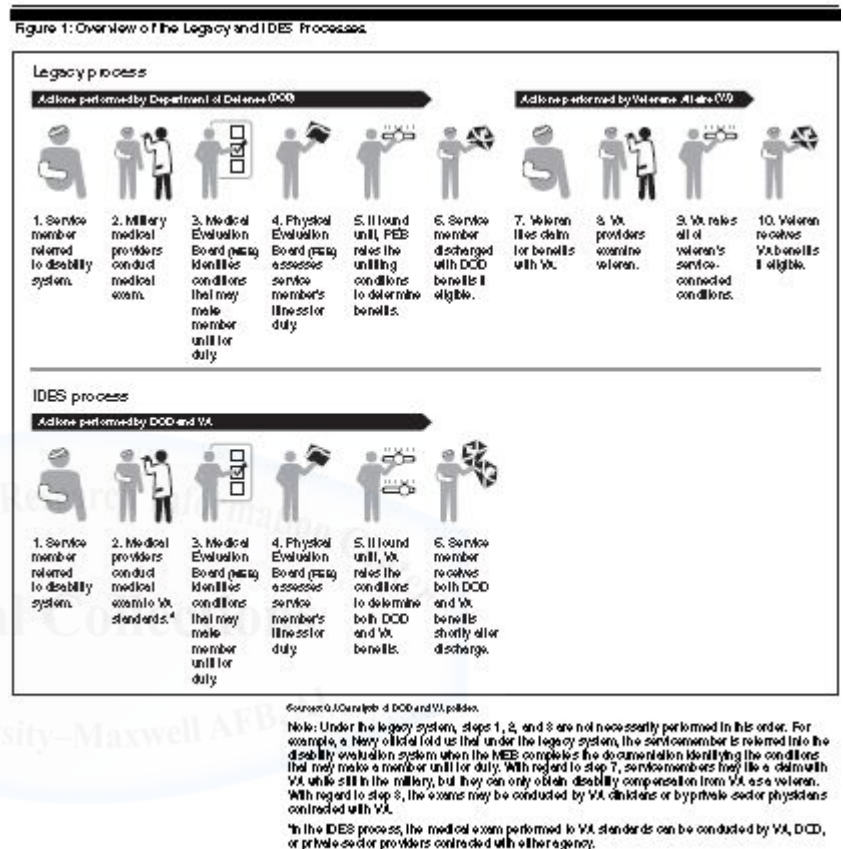 Figure 1: Overview of the Legacy and IDES Processes
Legacy process
Actions performed by Department of Defense (DOD)
Actions performed by Veterans Affairs (VA)
1. Service member referred to disability system.
2. Military medical providers conduct medical exam.
3. Medical Evaluation Board (MEB) identifies conditions that may make member unfit for duty.
4. Physical Evaluation Board (PEB) assesses service member's fitness for duty.
5. If found unfit, PEB rates the unfitting conditions to determine benefits.
6. Service member discharged with DOD benefits if eligible.
7. Veteran files claim for benefits with VA.
8. VA providers examine veteran.
9. VA rates all of veteran's service-connected conditions.
10. Veteran receives VA benefits if eligible.
IDES process
Actions performed by DOD and VA
1. Service member referred to disability system.
2. Medical providers conduct medical exam to VA standards.ª
3. Medical Evaluation Board (MEB) identifies conditions that may make member unfit for duty.
4. Physical Evaluation Board (PEB) assesses service member's fitness for duty.
5. If found unfit, VA rates the conditions to determine both DOD and VA benefits.
6. Service member receives both DOD and VA benefits shortly after discharge.
Source: GAO analysis of DOD and VA policies.
Note: Under the legacy system, steps 1, 2, and 3 are not necessarily performed in this order. For
example, a Navy official told us that under the legacy system, the servicemember is referred into the
disability evaluation system when the MEB completes the documentation identifying the conditions
that may make a member unfit for duty. With regard to step 7, servicemembers may file a claim with
VA while still in the military, but they can only obtain disability compensation from VA as a veteran.
With regard to step 8, the exams may be conducted by VA clinicians or by private-sector physicians
contracted with VA.
ªIn the IDES process, the medical exam performed to VA standards can be conducted by VA, DOD,
or private-sector providers contracted with either agency.
Research Information
sity–Maxwell AFB,